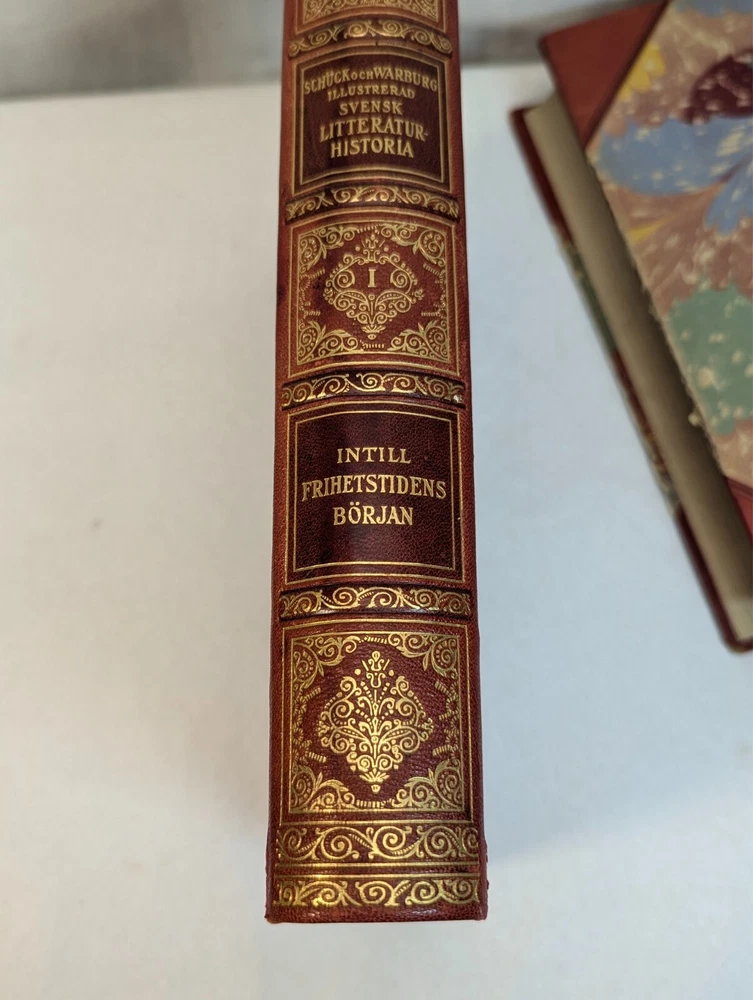 SCHÜCK OCH WARBURG
ILLUSTRERAD
SVENSK
LITTERATUR-
HISTORIA
I
INTILL
FRIHETSTIDENS
BÖRJAN